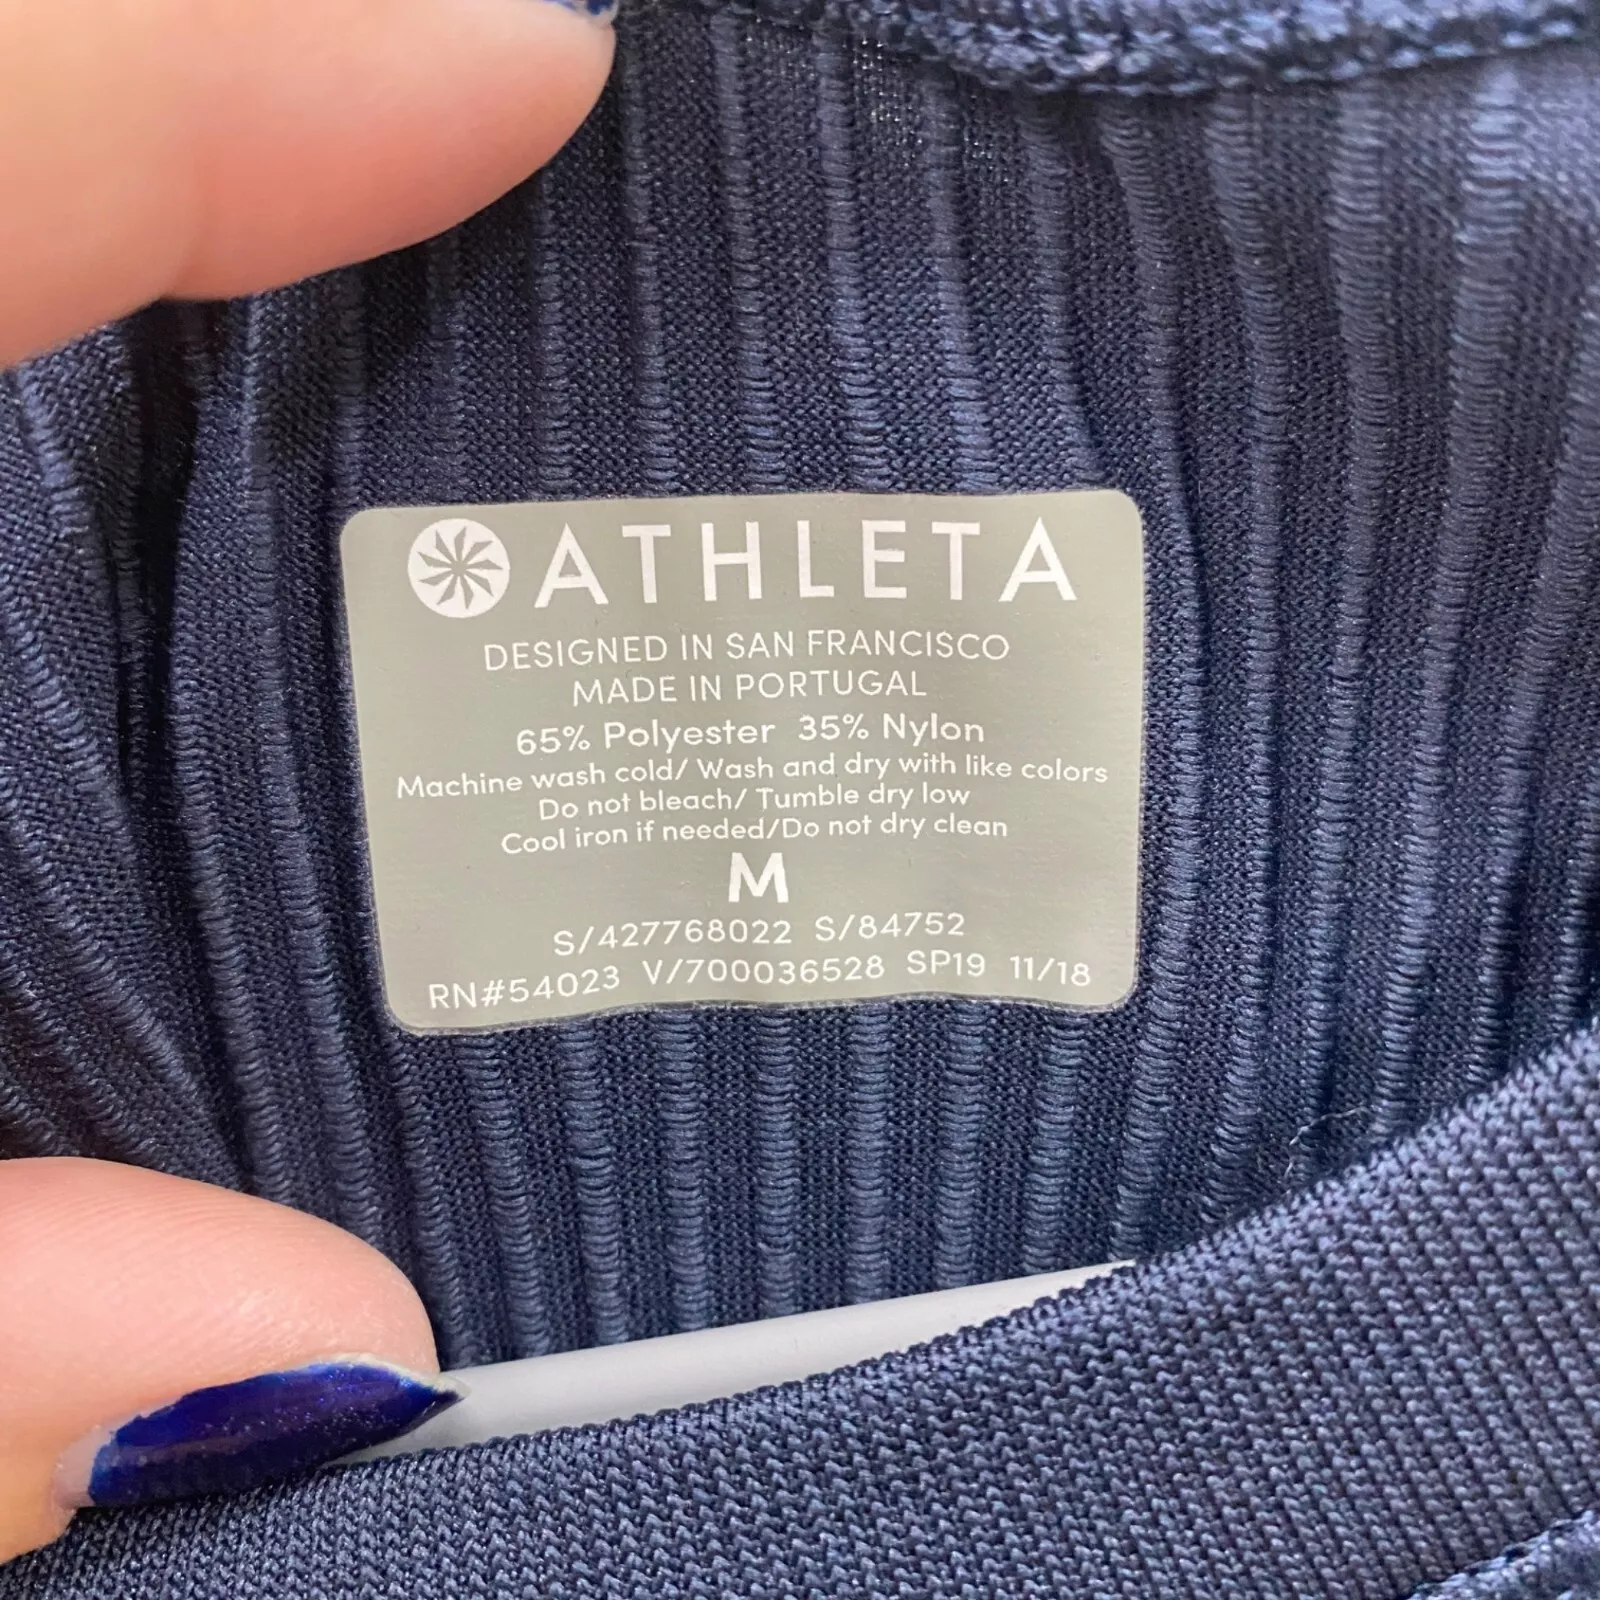 ATHLETA
DESIGNED IN SAN FRANCISCO
MADE IN PORTUGAL
65% Polyester 35% Nylon
Machine wash cold/ Wash and dry with like colors
Do not bleach/ Tumble dry low
Cool iron if needed/Do not dry clean
M
S/427768022 S/84752
RN#54023 V/700036528 SP19 11/18